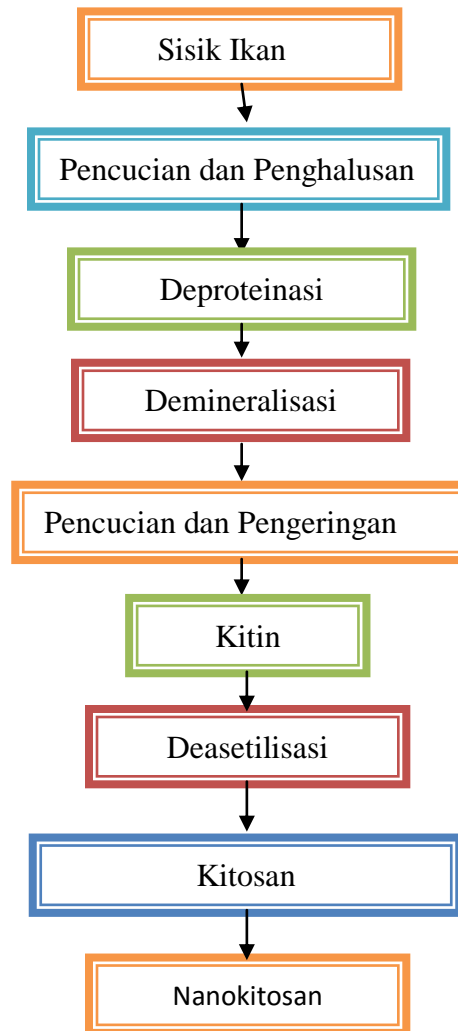 Sisik Ikan
Pencucian dan Penghalusan
Deproteinasi
Demineralisasi
Pencucian dan Pengeringan
Kitin
Deasetilisasi
Kitosan
Nanokitosan